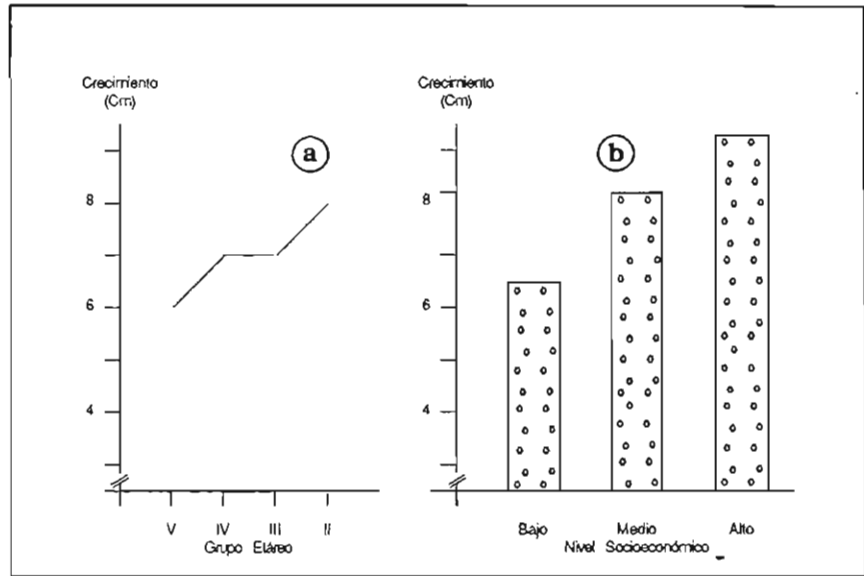 Crecimiento
(Cm)
a
8
6
4
V IV III II
Grupo Etáreo
Crecimiento
(Cm)
b
8
6
4
Bajo Medio Alto
Nivel Socioeconómico